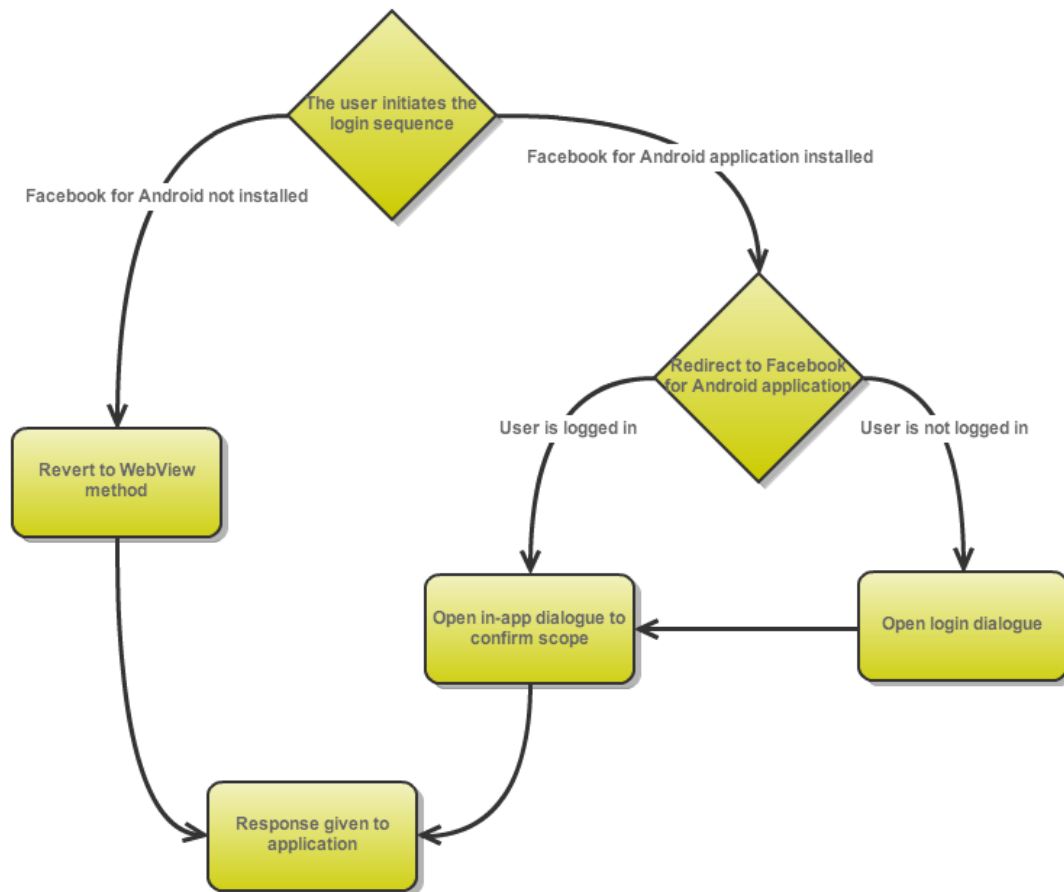 The user initiates the
login sequence
Facebook for Android application installed
Facebook for Android not installed
Redirect to Facebook
for Android application
User is logged in
User is not logged in
Revert to WebView
method
Open in-app dialogue to
confirm scope
Open login dialogue
Response given to
application